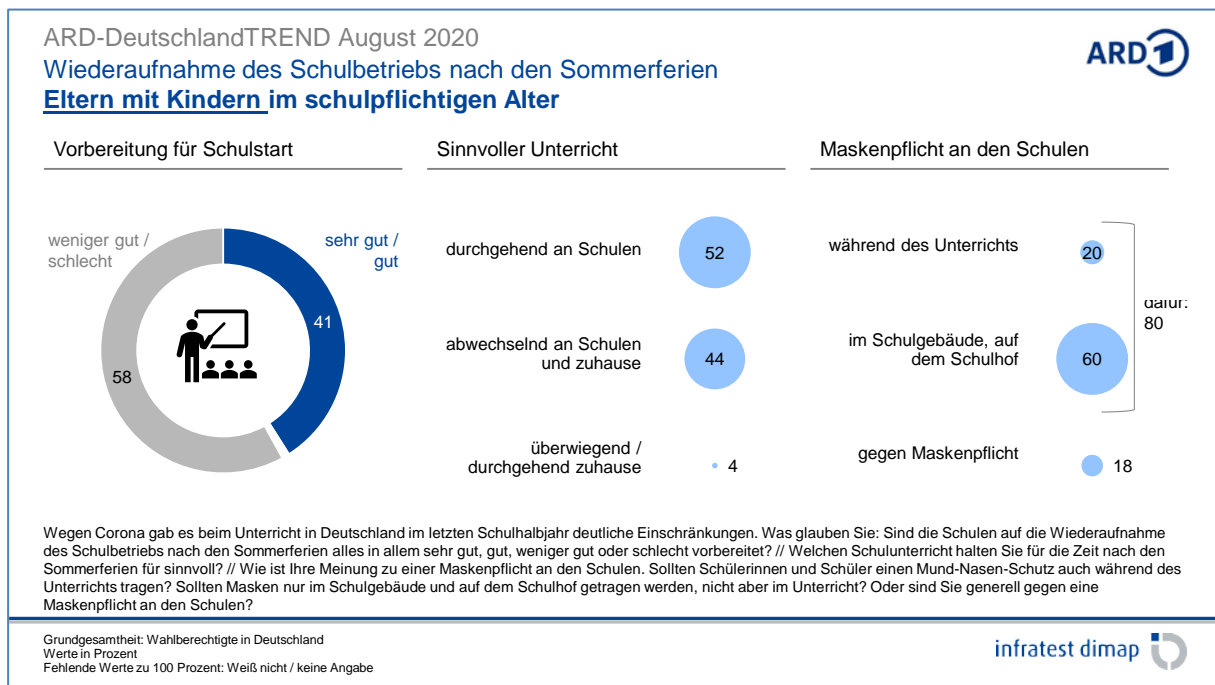 ARD-DeutschlandTREND August 2020
Wiederaufnahme des Schulbetriebs nach den Sommerferien
Eltern mit Kindern im schulpflichtigen Alter
ARD 1
Vorbereitung für Schulstart
weniger gut /
schlecht
sehr gut /
gut
41
58
Sinnvoller Unterricht
durchgehend an Schulen
52
abwechselnd an Schulen
und zuhause
44
überwiegend /
durchgehend zuhause
4
Maskenpflicht an den Schulen
während des Unterrichts
20
im Schulgebäude, auf
dem Schulhof
60
dafür:
80
gegen Maskenpflicht
18
Wegen Corona gab es beim Unterricht in Deutschland im letzten Schulhalbjahr deutliche Einschränkungen. Was glauben Sie: Sind die Schulen auf die Wiederaufnahme
des Schulbetriebs nach den Sommerferien alles in allem sehr gut, gut, weniger gut oder schlecht vorbereitet? // Welchen Schulunterricht halten Sie für die Zeit nach den
Sommerferien für sinnvoll? // Wie ist Ihre Meinung zu einer Maskenpflicht an den Schulen. Sollten Schülerinnen und Schüler einen Mund-Nasen-Schutz auch während des
Unterrichts tragen? Sollten Masken nur im Schulgebäude und auf dem Schulhof getragen werden, nicht aber im Unterricht? Oder sind Sie generell gegen eine
Maskenpflicht an den Schulen?
Grundgesamtheit: Wahlberechtigte in Deutschland
Werte in Prozent
Fehlende Werte zu 100 Prozent: Weiß nicht / keine Angabe
infratest dimap